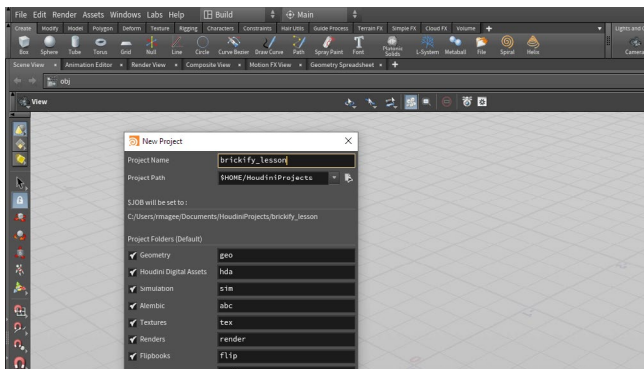 File Edit Render Assets Windows Labs Help Build Main
Create Modify Model Polygon Deform Texture Rigging Characters Constraints Hair Utils Guide Process Terrain FX Simple FX Cloud FX Volume + Lights and C
Box Sphere Tube Torus Grid Null Line Circle Curve Bezier Draw Curve Path Spray Paint Font Platonic Solids L-System Metaball File Spiral Helix Camera
Scene View × Animation Editor × Render View × Composite View × Motion FX View × Geometry Spreadsheet × +
obj
View
New Project
Project Name brickify_lesson
Project Path $HOME/HoudiniProjects
$JOB will be set to :
C:/Users/rmagee/Documents/HoudiniProjects/brickify_lesson
Project Folders (Default)
Geometry geo
Houdini Digital Assets hda
Simulation sim
Alembic abc
Textures tex
Renders render
Flipbooks flip